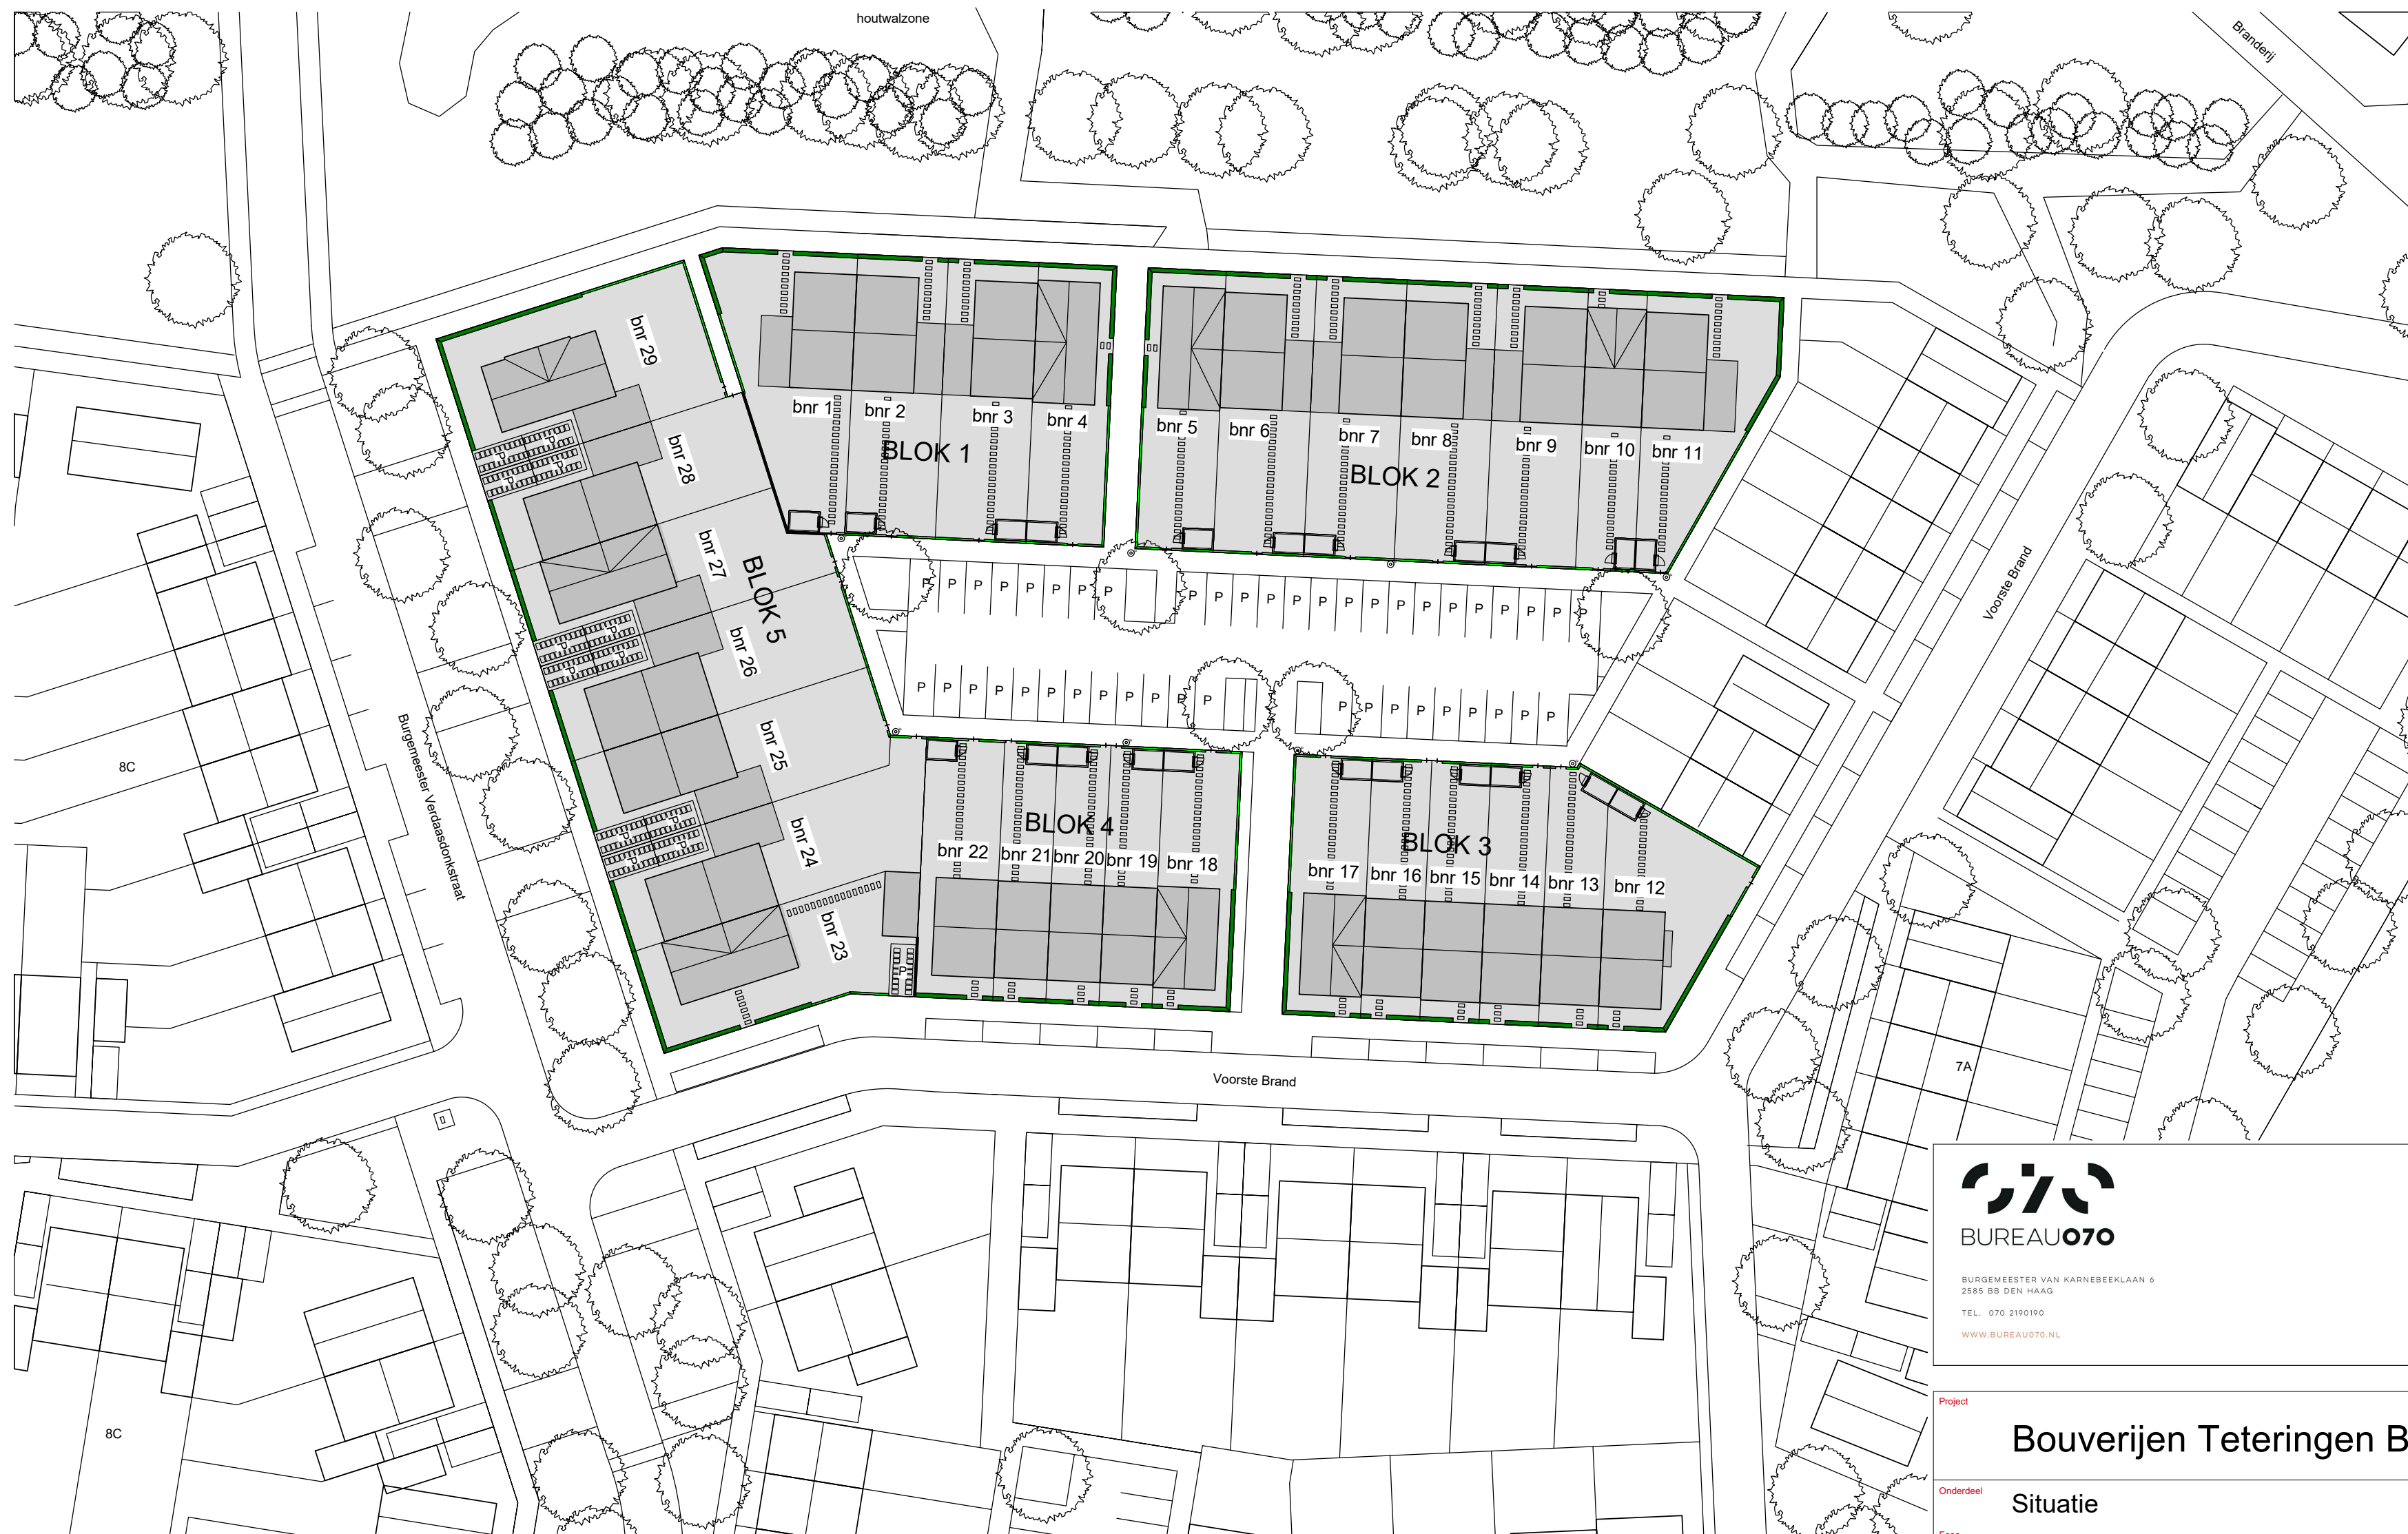 houtwalzone
Branderij
bnr 29
bnr 28
bnr 27
bnr 26
bnr 25
bnr 24
bnr 23
BLOK 5
bnr 1
bnr 2
bnr 3
bnr 4
BLOK 1
bnr 5
bnr 6
bnr 7
bnr 8
bnr 9
bnr 10
bnr 11
BLOK 2
P P P P P P P P
P P P P P P P P P P P P P P P P
P P P P P P P P P P P P
P P P P P P P P P
P P P P
P P P P
P P P P
P
BLOK 4
bnr 22
bnr 21
bnr 20
bnr 19
bnr 18
BLOK 3
bnr 17
bnr 16
bnr 15
bnr 14
bnr 13
bnr 12
Voorste Brand
Burgemeester Verdaasdonkstraat
8C
Voorste Brand
7A
8C
070
BUREAU070
BURGEMEESTER VAN KARNEBEEKLAAN 6
2585 BB DEN HAAG
TEL. 070 2190190
WWW.BUREAU070.NL
Project
Bouverijen Teteringen B
Onderdeel
Situatie